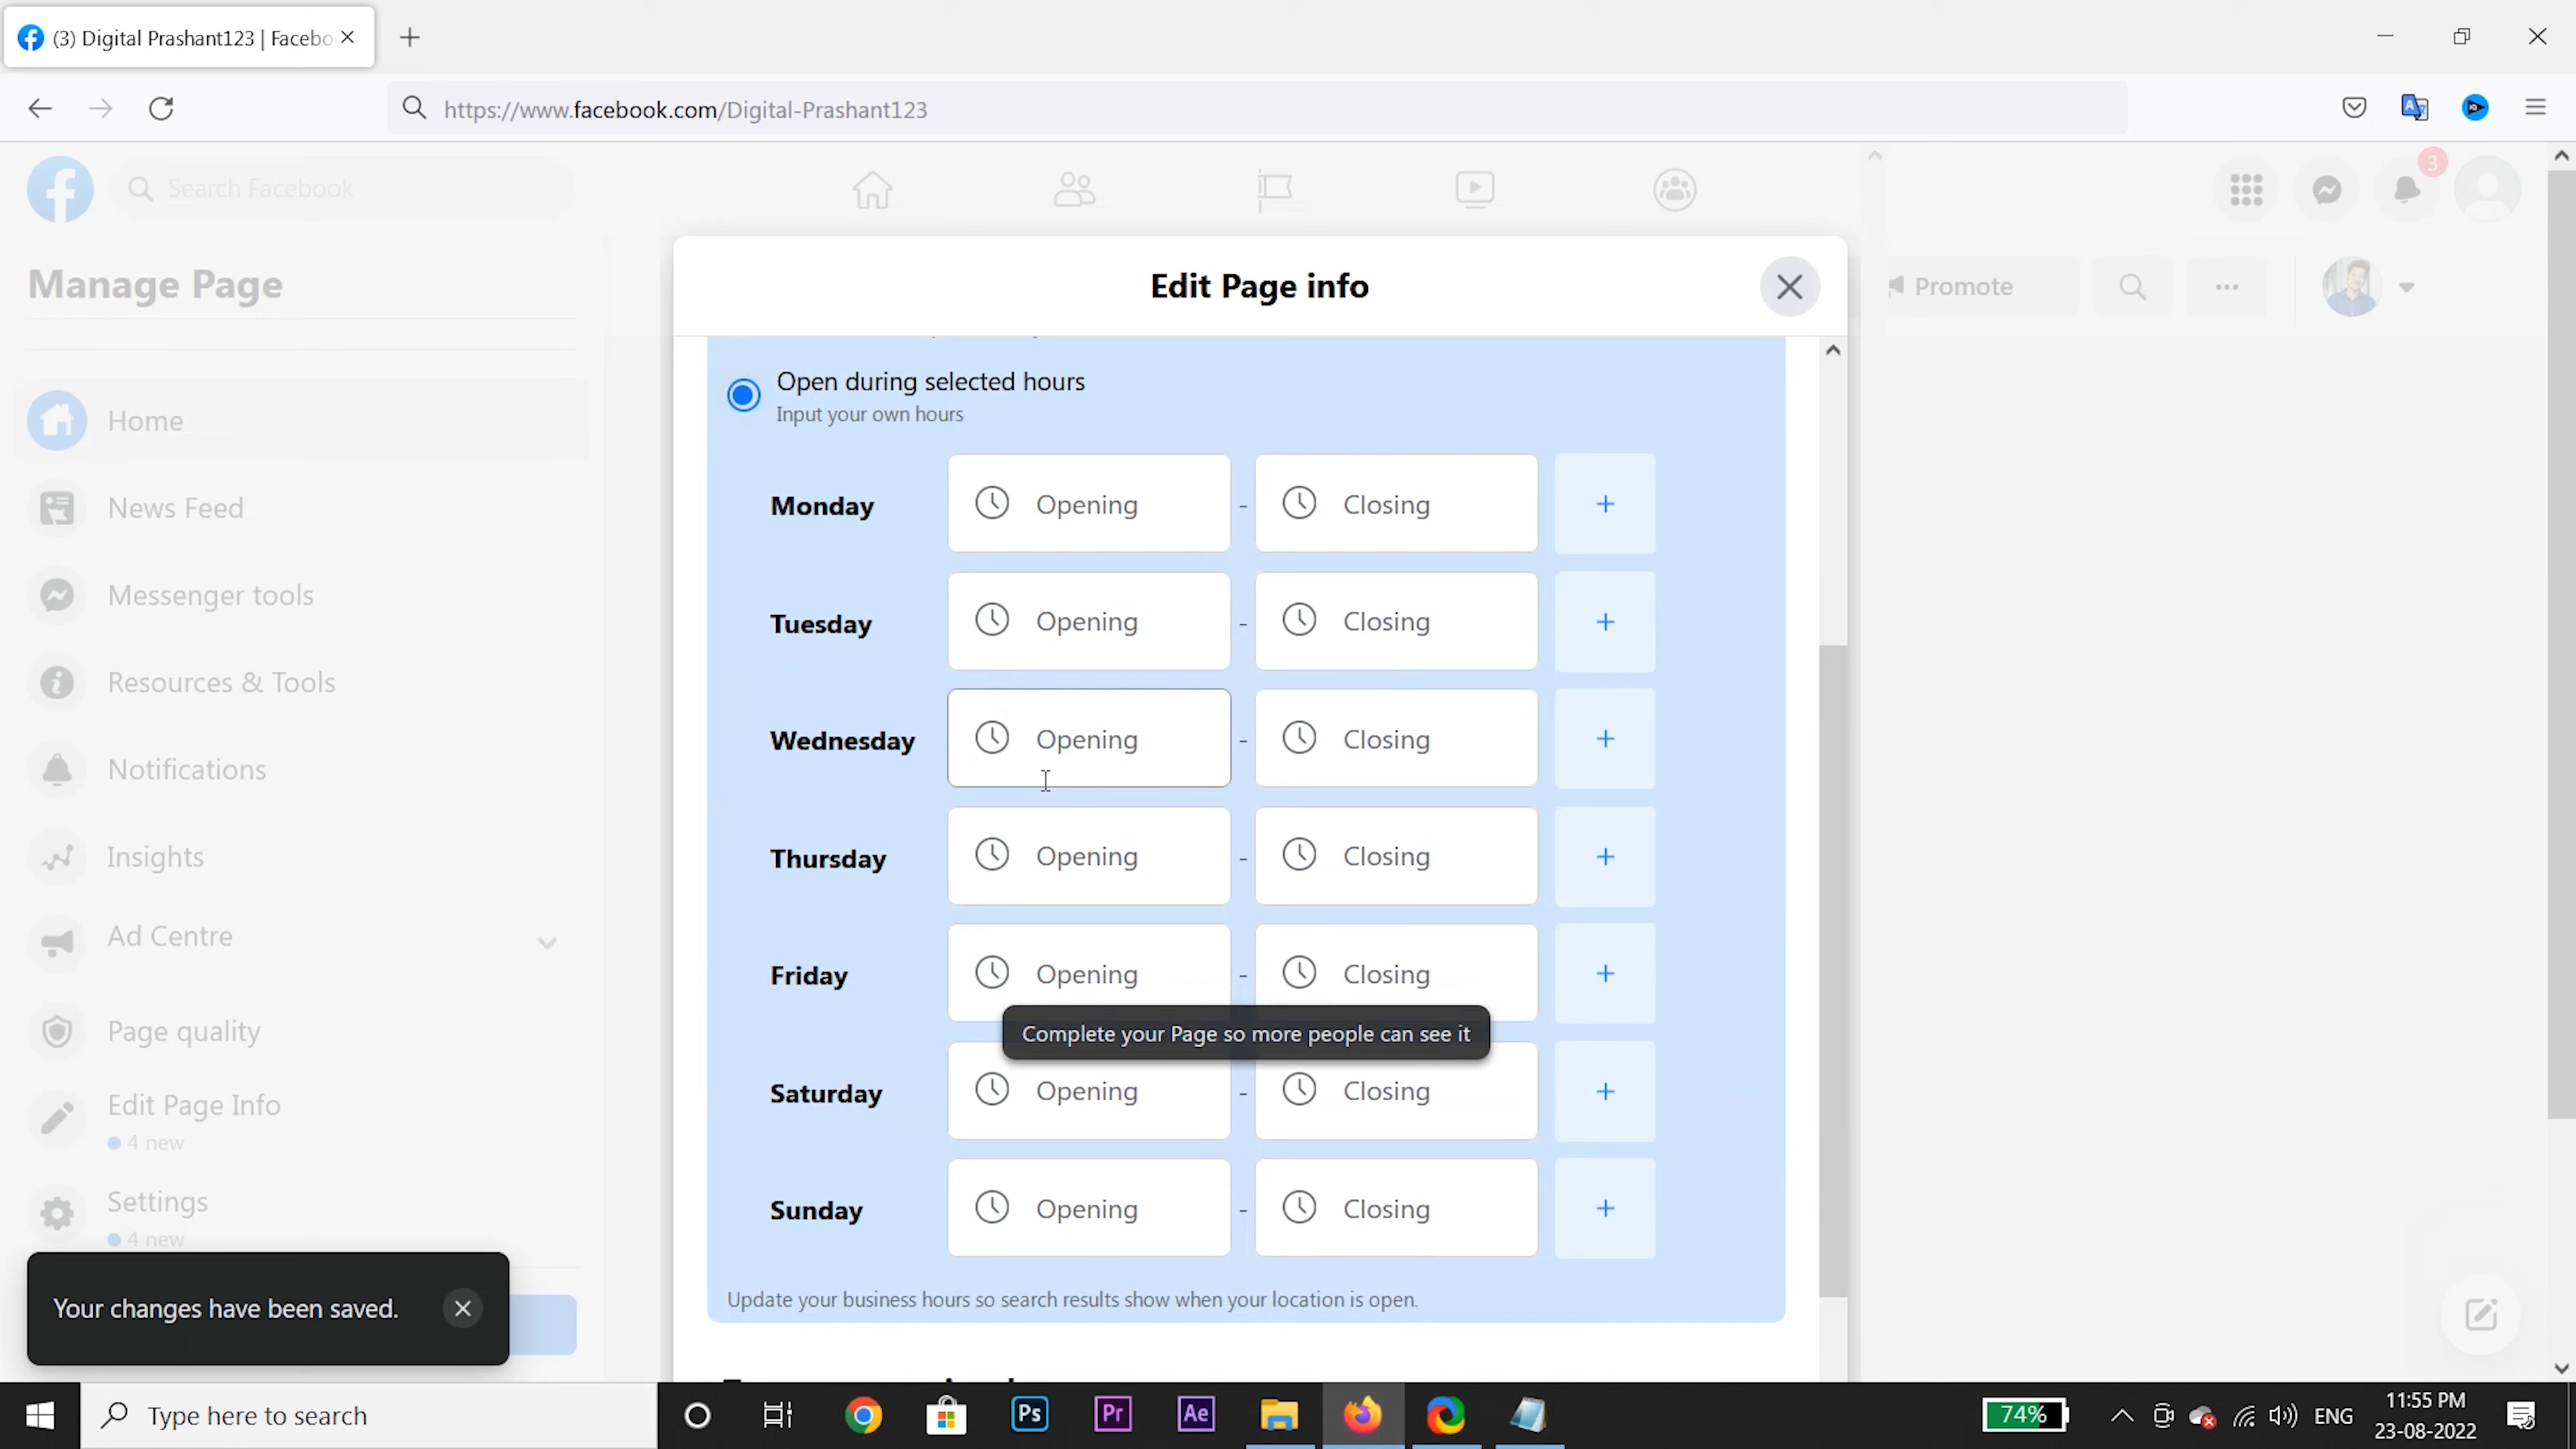 (3) Digital Prashant123 | Facebo
https://www.facebook.com/Digital-Prashant123
Search Facebook
3
Manage Page
Edit Page info
Promote
Home
News Feed
Messenger tools
Resources & Tools
Notifications
Insights
Ad Centre
Page quality
Edit Page Info
4 new
Settings
4 new
Open during selected hours
Input your own hours
Monday Opening - Closing +
Tuesday Opening - Closing +
Wednesday Opening - Closing +
Thursday Opening - Closing +
Friday Opening - Closing +
Complete your Page so more people can see it
Saturday Opening - Closing +
Sunday Opening - Closing +
Update your business hours so search results show when your location is open.
Your changes have been saved.
Type here to search
Ps
Pr
Ae
74%
ENG
11:55 PM
23-08-2022